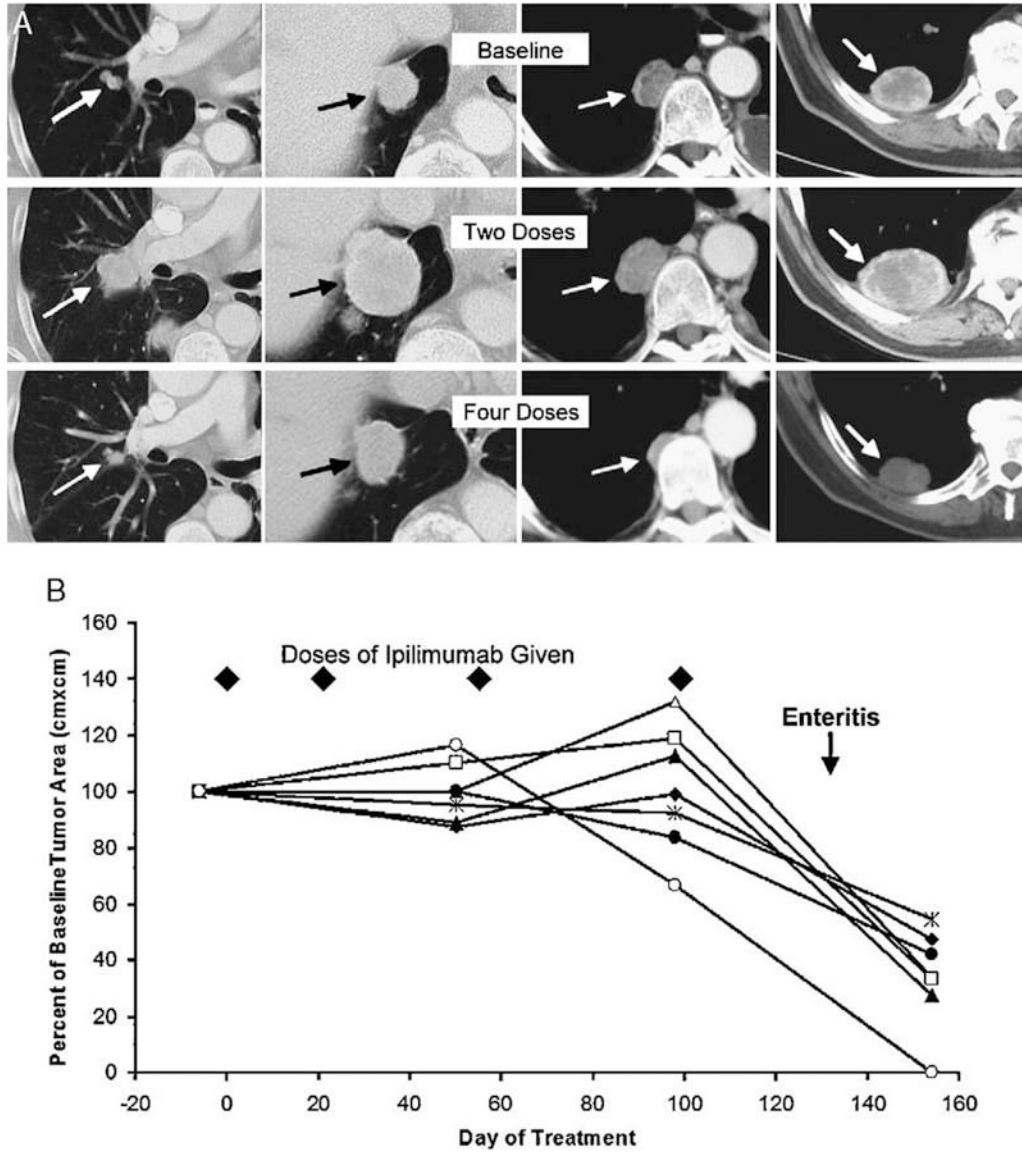 A
Baseline
Two Doses
Four Doses
B
160
140
120
100
80
60
40
20
0
Doses of Ipilimumab Given
Enteritis
Percent of BaselineTumor Area (cmxcm)
-20 0 20 40 60 80 100 120 140 160
Day of Treatment